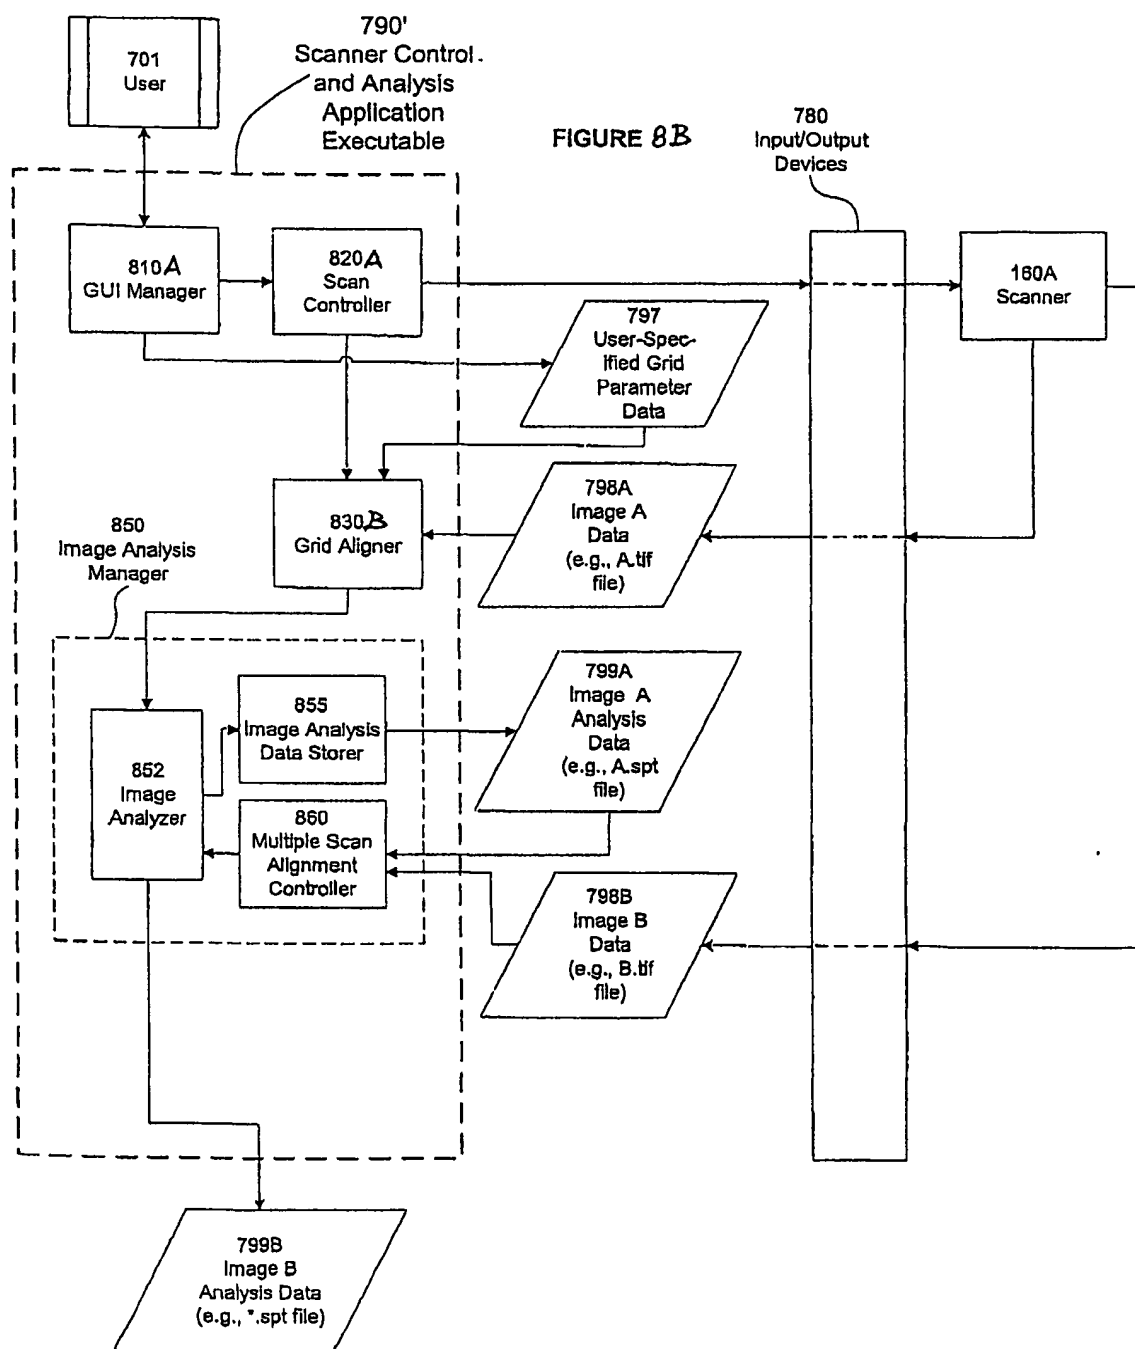 790'
Scanner Control
and Analysis
Application
Executable
701
User
FIGURE 8B
780
Input/Output
Devices
810A
GUI Manager
820A
Scan
Controller
160A
Scanner
797
User-Spec-
ified Grid
Parameter
Data
850
Image Analysis
Manager
830B
Grid Aligner
798A
Image A
Data
(e.g., A.tif
file)
852
Image
Analyzer
855
Image Analysis
Data Storer
799A
Image A
Analysis
Data
(e.g., A.spt
file)
860
Multiple Scan
Alignment
Controller
798B
Image B
Data
(e.g., B.tif
file)
799B
Image B
Analysis Data
(e.g., *.spt file)